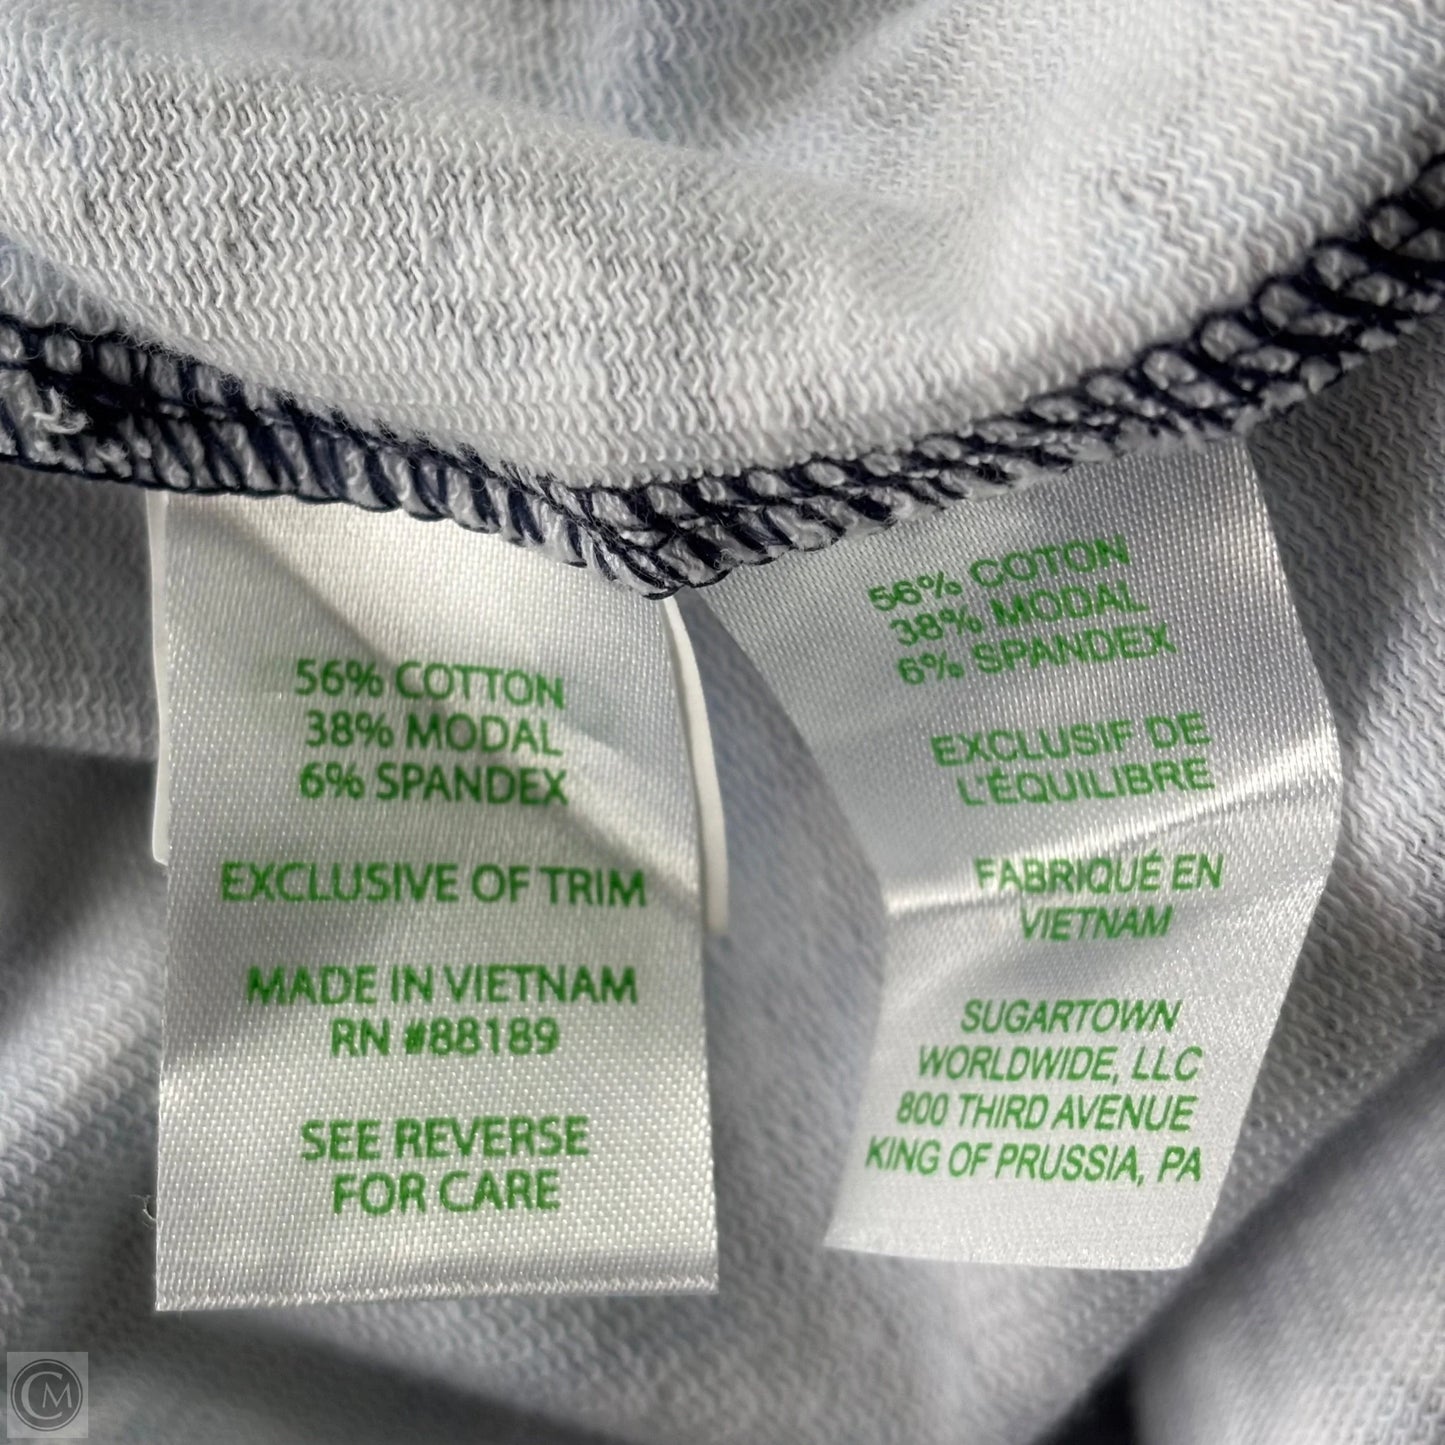 56% COTTON
38% MODAL
6% SPANDEX
EXCLUSIVE OF TRIM
MADE IN VIETNAM
RN #88189
SEE REVERSE
FOR CARE
56% COTON
38% MODAL
6% SPANDEX
EXCLUSIF DE
L'ÉQUILIBRE
FABRIQUÉ EN
VIETNAM
SUGARTOWN
WORLDWIDE, LLC
800 THIRD AVENUE
KING OF PRUSSIA, PA
CM